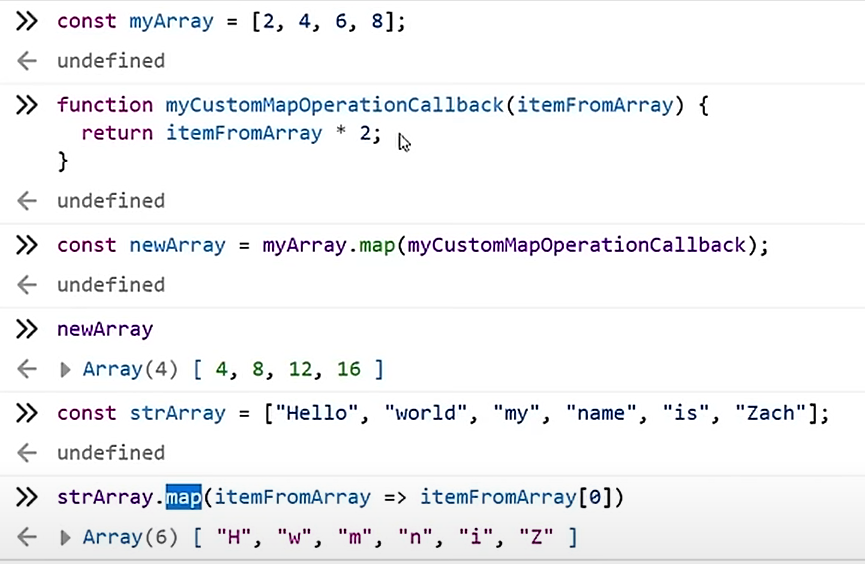 >> const myArray = [2, 4, 6, 8];
← undefined
>> function myCustomMapOperationCallback(itemFromArray) {
return itemFromArray * 2;
}
← undefined
>> const newArray = myArray.map(myCustomMapOperationCallback);
← undefined
>> newArray
← ▶ Array(4) [ 4, 8, 12, 16 ]
>> const strArray = ["Hello", "world", "my", "name", "is", "Zach"];
← undefined
>> strArray.map(itemFromArray => itemFromArray[0])
← ▶ Array(6) [ "H", "w", "m", "n", "i", "Z" ]